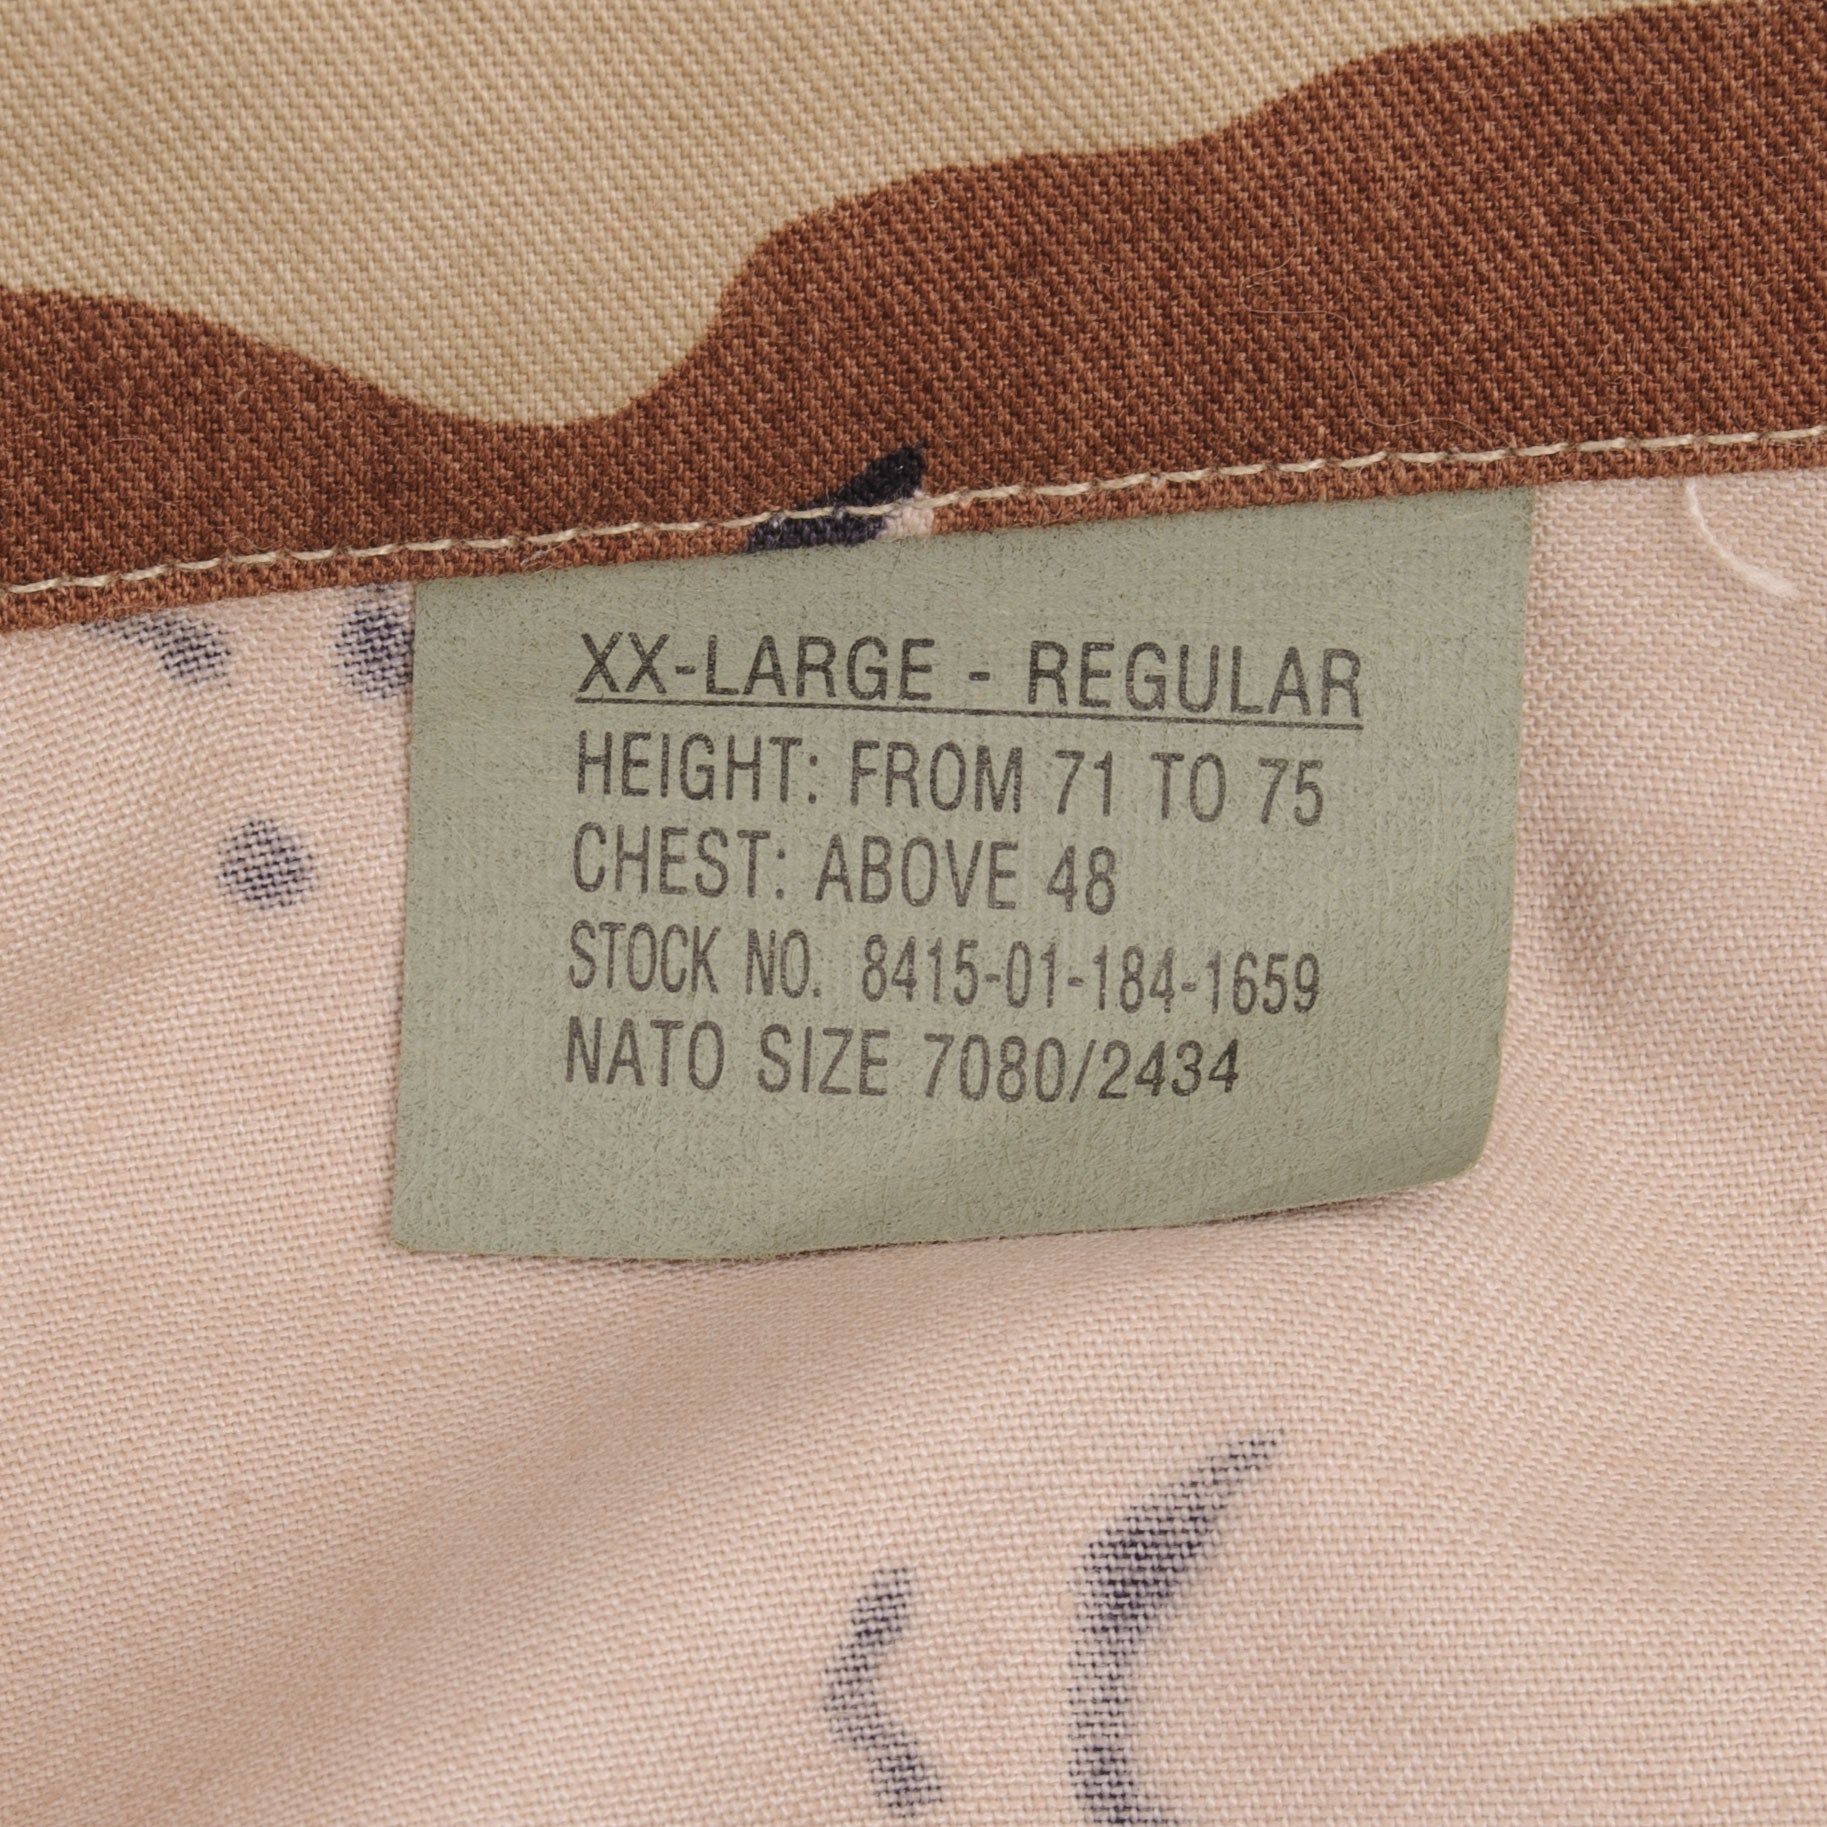 XX-LARGE - REGULAR
HEIGHT: FROM 71 TO 75
CHEST: ABOVE 48
STOCK NO. 8415-01-184-1659
NATO SIZE 7080/2434